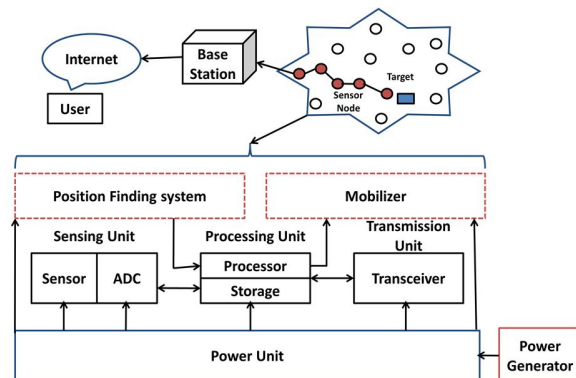 Internet
Base
Station
User
Target
Sensor
Node
Position Finding system
Mobilizer
Sensing Unit
Processing Unit
Transmission
Unit
Sensor
ADC
Processor
Storage
Transceiver
Power Unit
Power
Generator